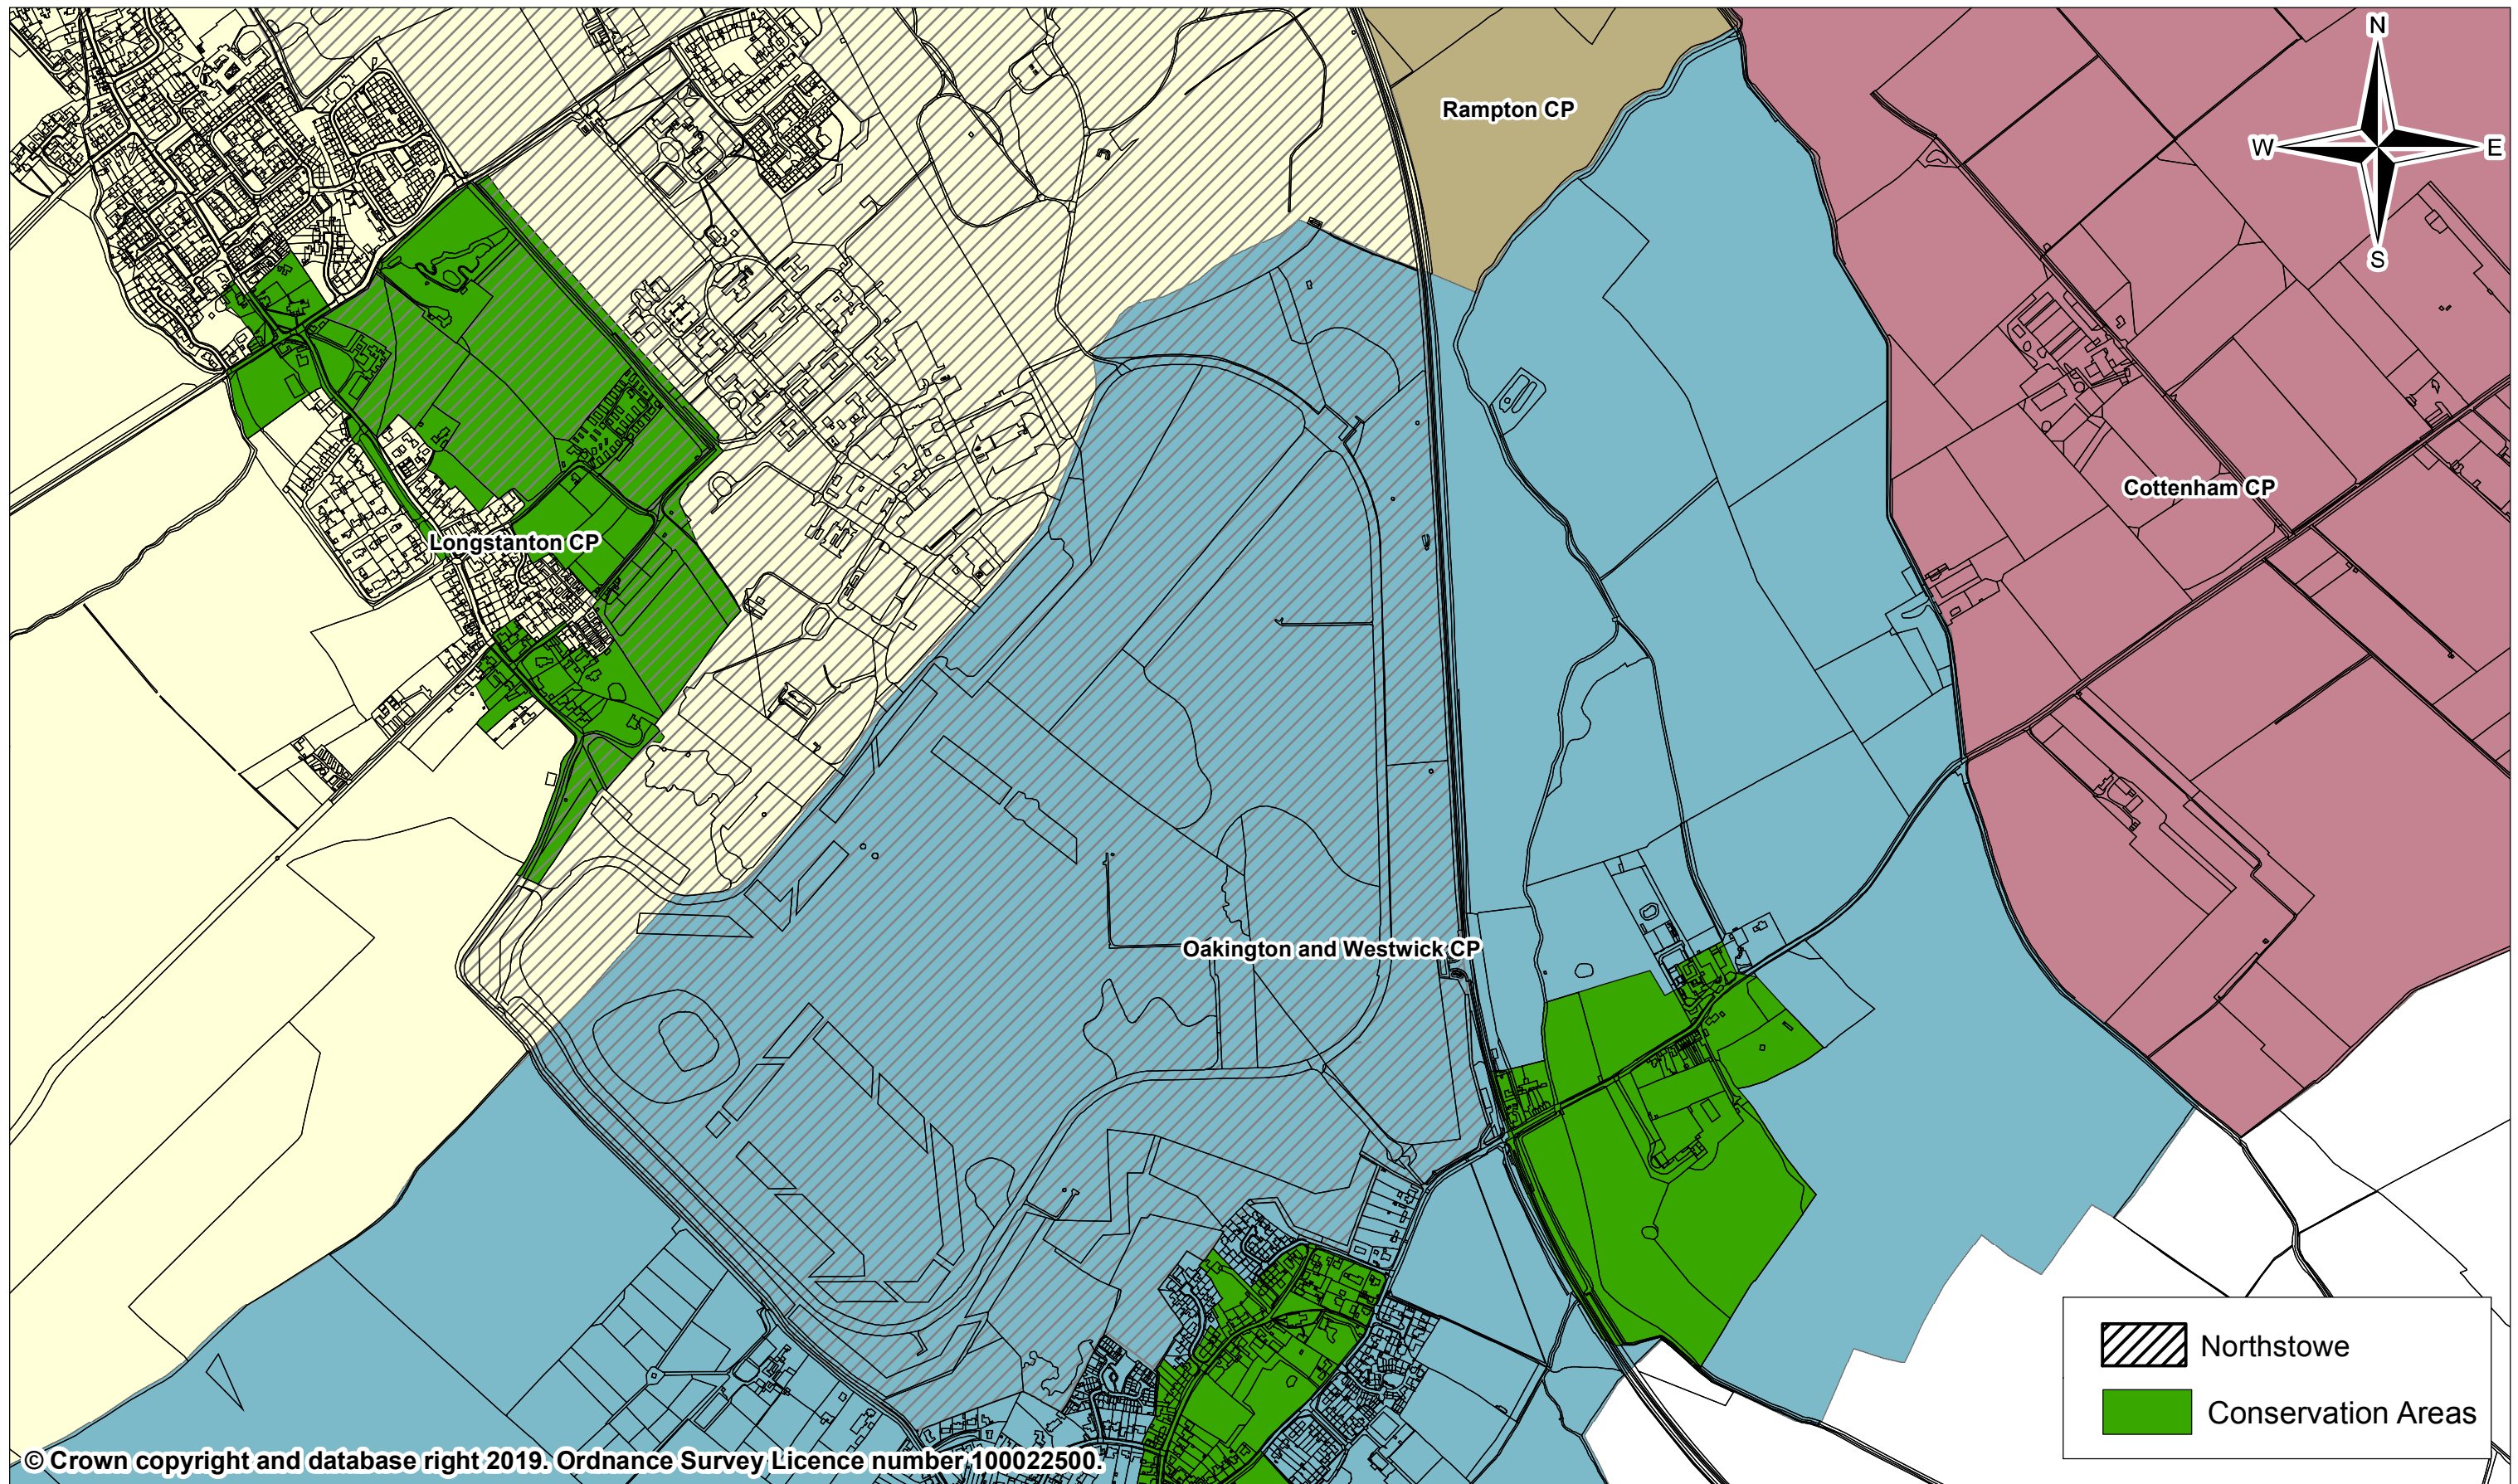 N
Rampton CP
W
E
S
Cottenham CP
Longstanton CP
Oakington and Westwick CP
Northstowe
Conservation Areas
© Crown copyright and database right 2019. Ordnance Survey Licence number 100022500.